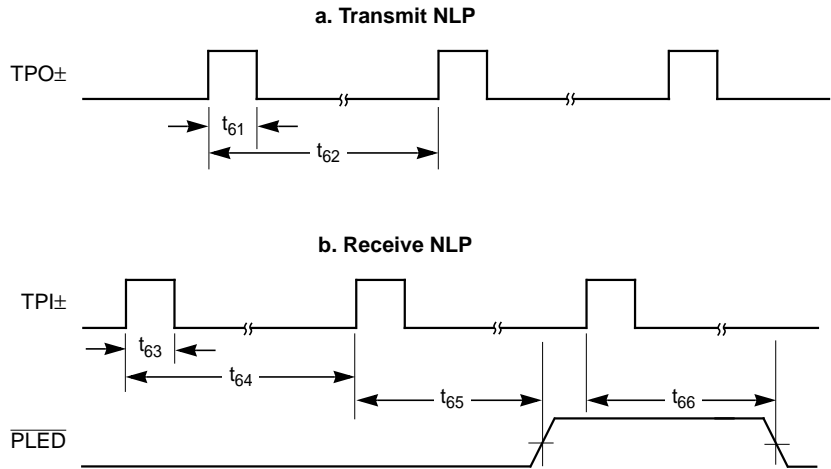 a. Transmit NLP
TPO±
t61
t62
b. Receive NLP
TPI±
t63
t64
t65
t66
PLED